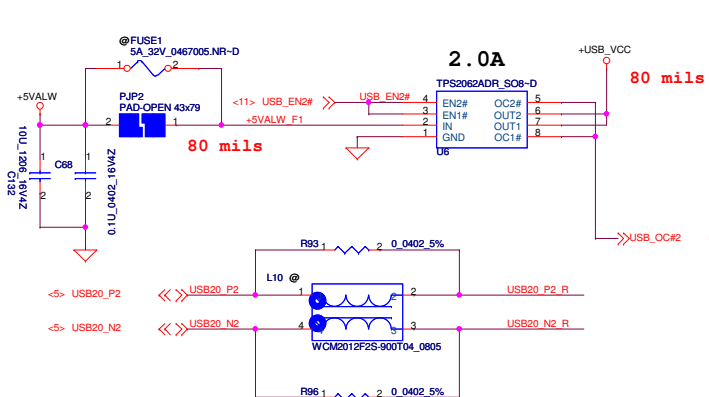 @FUSE1
5A_32V_0467005.NR~D
1 2
+5VALW
PJP2
PAD-OPEN 43x79
2 1
+5VALW_F1
80 mils
10U_1206_16V4Z
C132
1
2
C68
0.1U_0402_16V4Z
1
2
2.0A
TPS2062ADR_SO8~D
<11> USB_EN2#
USB_EN2#
4 EN2# OC2# 5
3 EN1# OUT2 6
2 IN OUT1 7
1 GND OC1# 8
U6
+USB_VCC
80 mils
USB_OC#2
R93 1 2 0_0402_5%
L10 @
<5> USB20_P2 USB20_P2 1 2 2 USB20_P2_R
<5> USB20_N2 USB20_N2 4 3 3 USB20_N2_R
WCM2012F2S-900T04_0805
R96 1 2 0_0402_5%